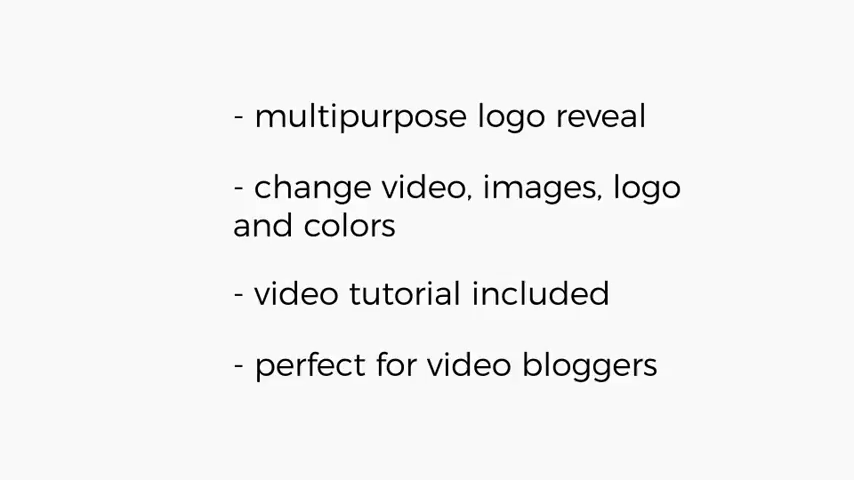 - multipurpose logo reveal
- change video, images, logo
and colors
- video tutorial included
- perfect for video bloggers